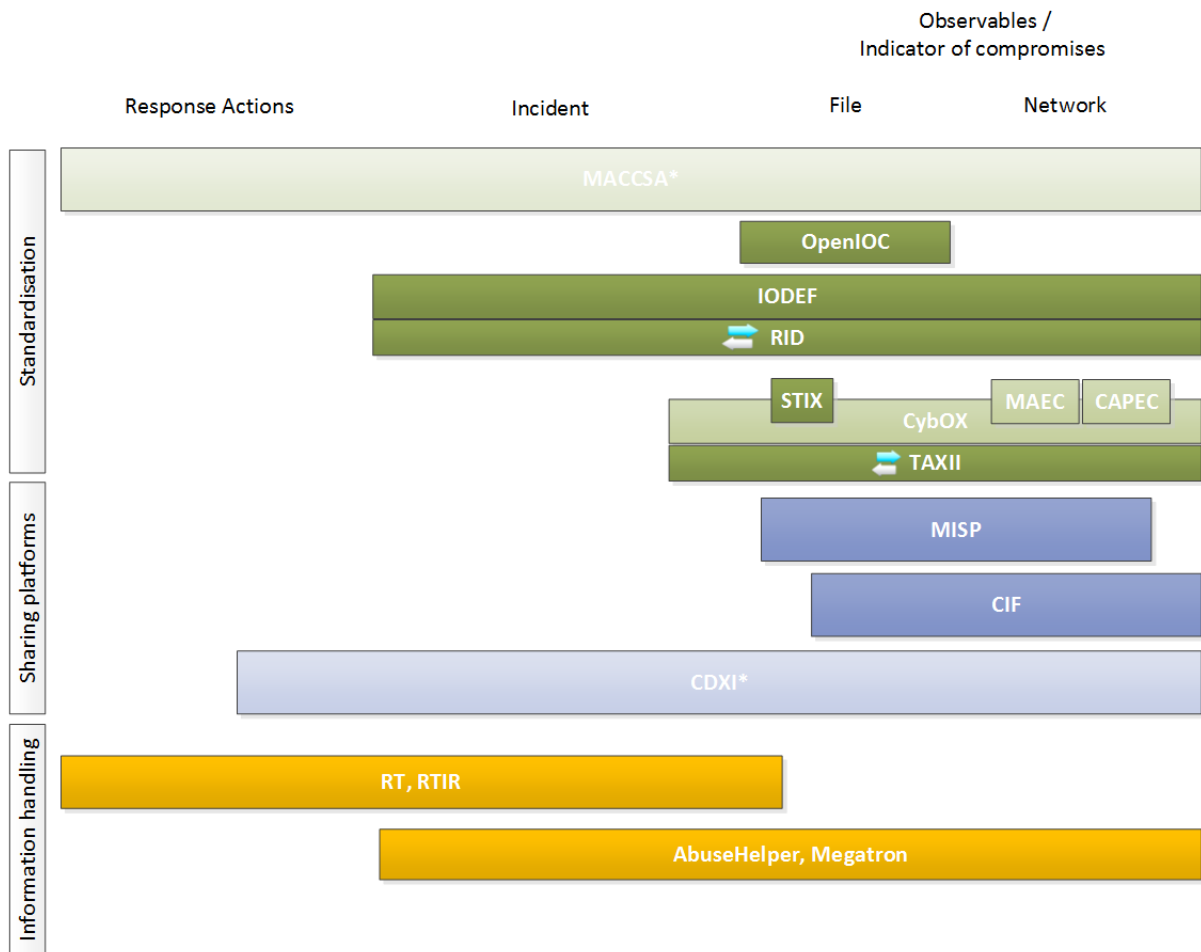 Observables /
Indicator of compromises
Response Actions
Incident
File
Network
Standardisation
MACCSA*
OpenIOC
IODEF
RID
STIX
MAEC
CAPEC
CybOX
TAXII
Sharing platforms
MISP
CIF
CDXI*
Information handling
RT, RTIR
AbuseHelper, Megatron